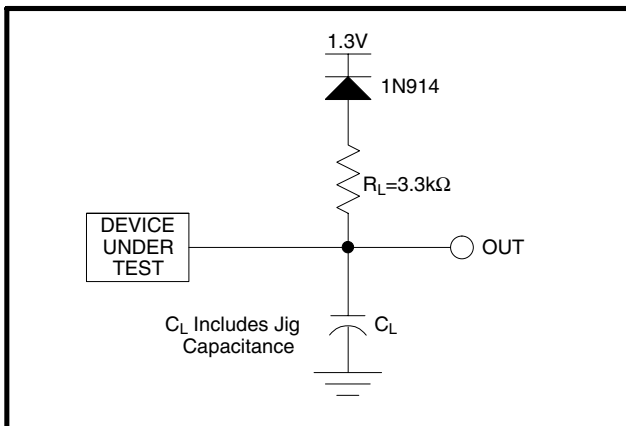 1.3V
1N914
R_L=3.3kΩ
DEVICE
UNDER
TEST
OUT
C_L Includes Jig
Capacitance
C_L